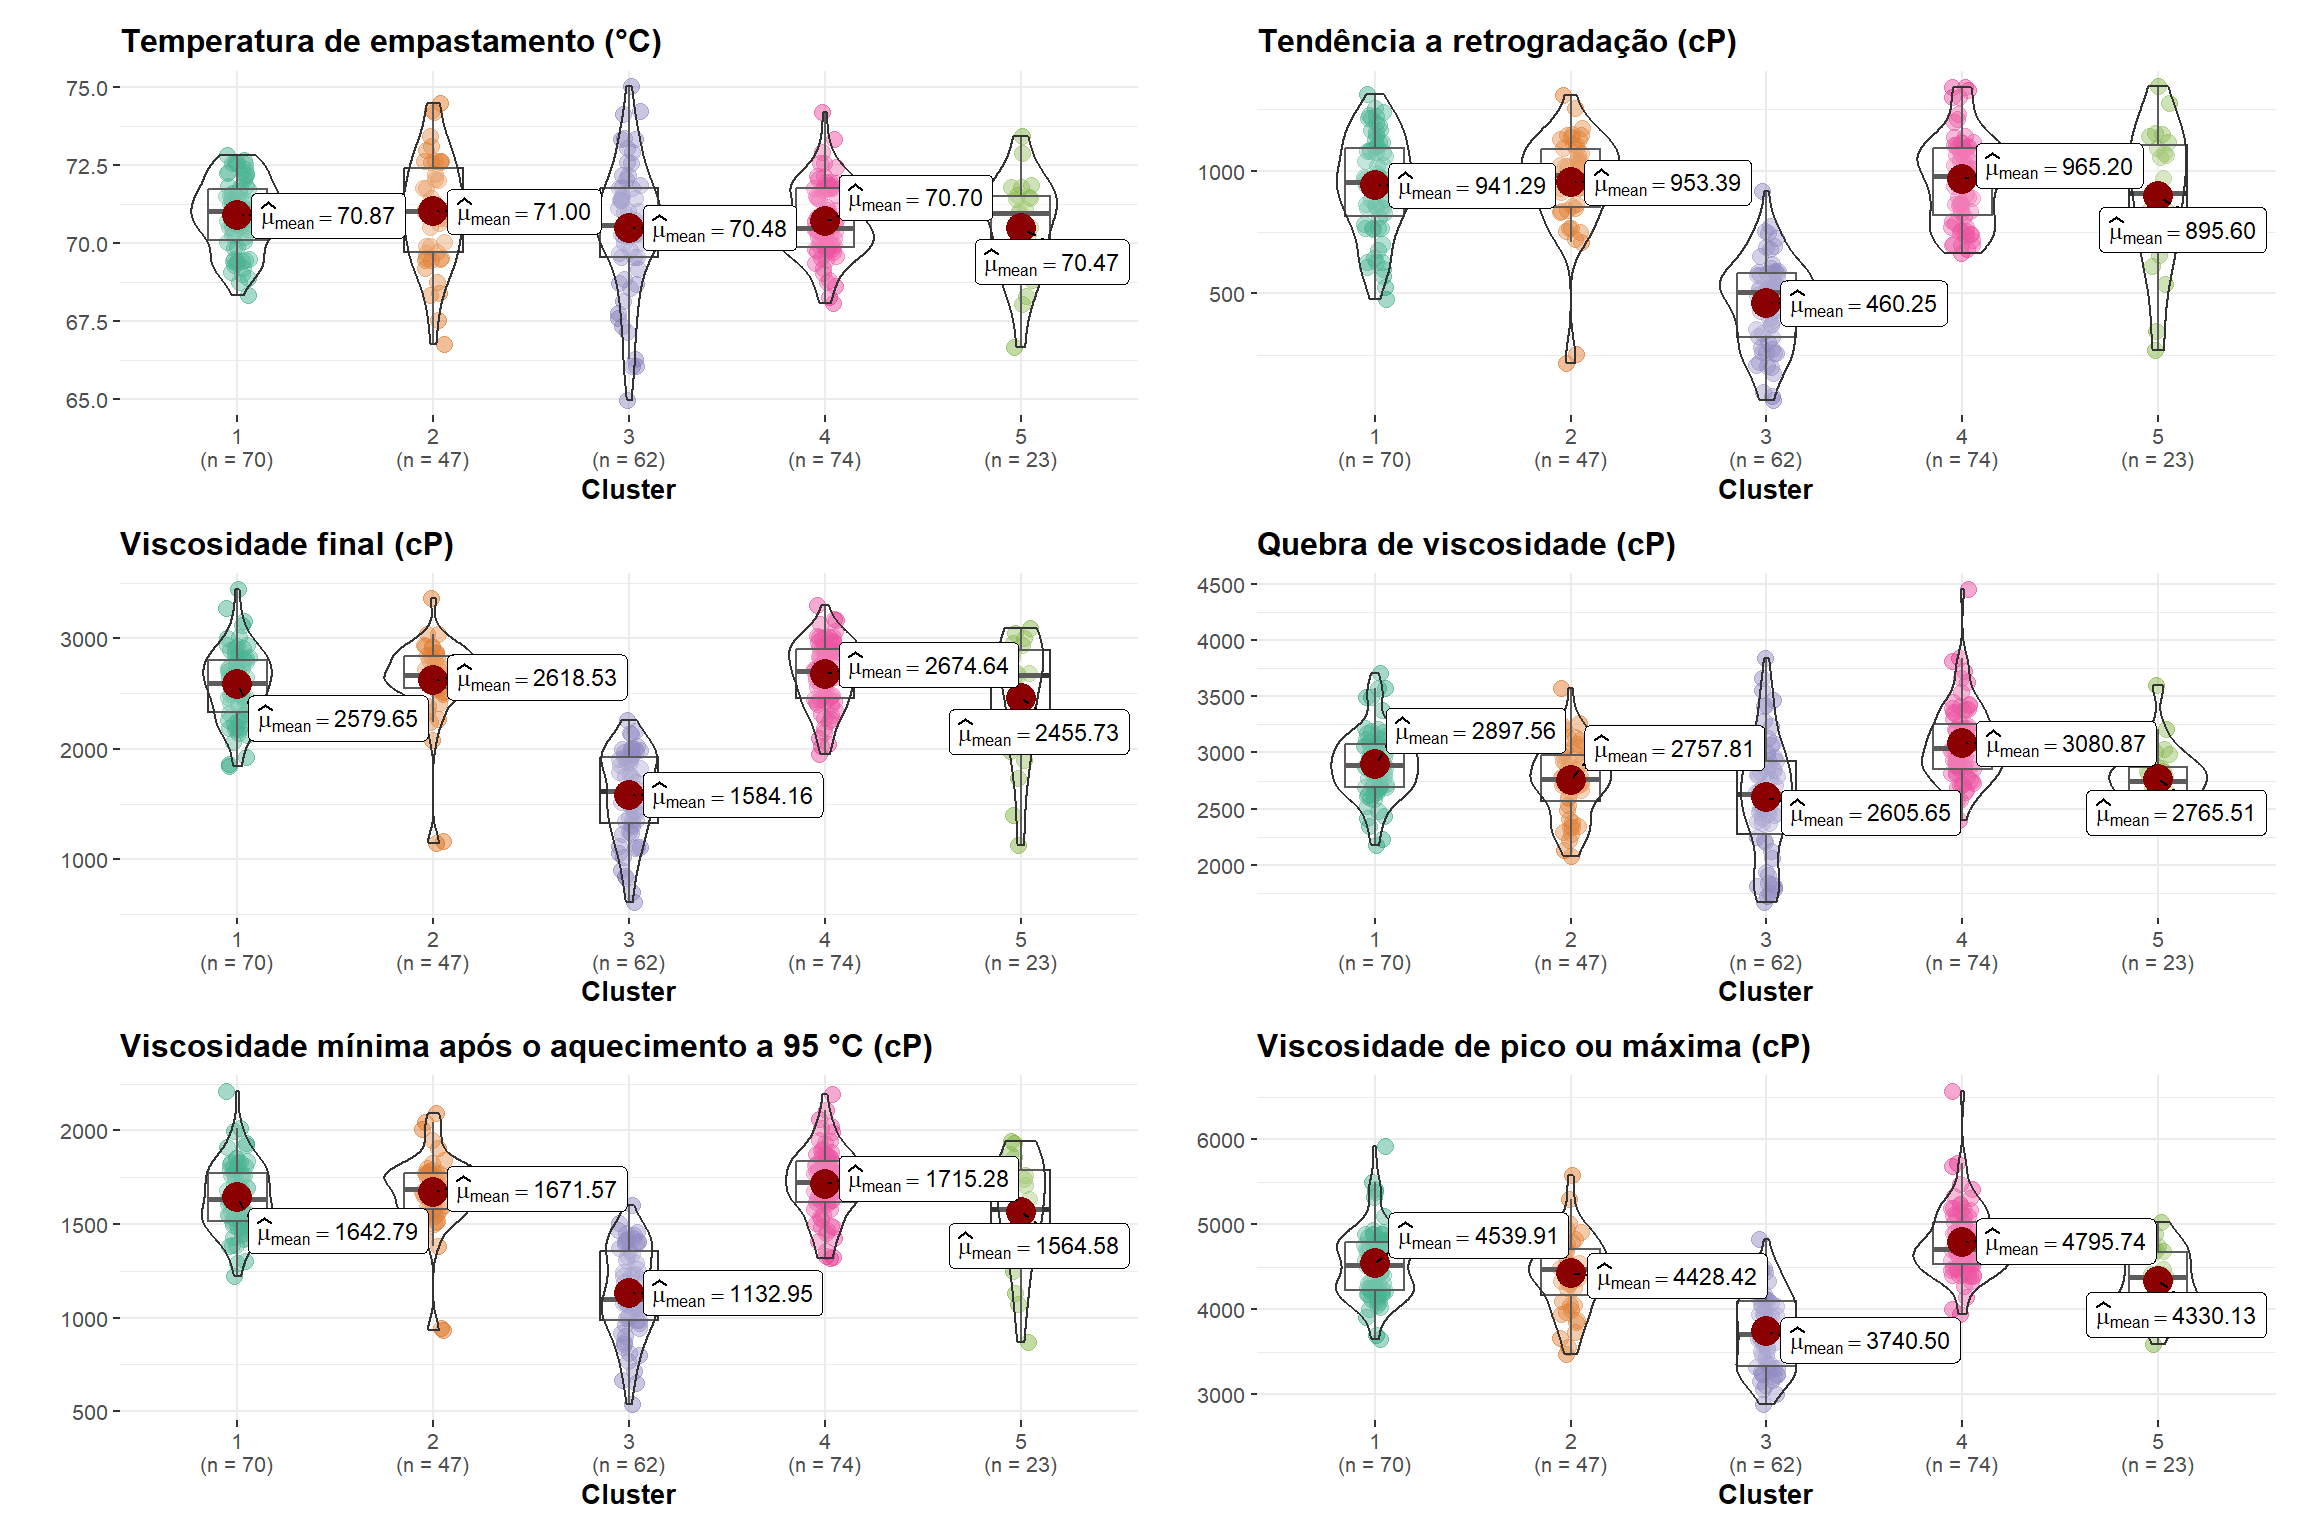 Temperatura de empastamento (°C)
75.0
72.5
70.0
67.5
65.0
μ̂mean = 70.87
μ̂mean = 71.00
μ̂mean = 70.48
μ̂mean = 70.70
μ̂mean = 70.47
1 2 3 4 5
(n = 70) (n = 47) (n = 62) (n = 74) (n = 23)
Cluster
Tendência a retrogradação (cP)
1000
500
μ̂mean = 941.29
μ̂mean = 953.39
μ̂mean = 460.25
μ̂mean = 965.20
μ̂mean = 895.60
1 2 3 4 5
(n = 70) (n = 47) (n = 62) (n = 74) (n = 23)
Cluster
Viscosidade final (cP)
3000
2000
1000
μ̂mean = 2579.65
μ̂mean = 2618.53
μ̂mean = 1584.16
μ̂mean = 2674.64
μ̂mean = 2455.73
1 2 3 4 5
(n = 70) (n = 47) (n = 62) (n = 74) (n = 23)
Cluster
Quebra de viscosidade (cP)
4500
4000
3500
3000
2500
2000
μ̂mean = 2897.56
μ̂mean = 2757.81
μ̂mean = 2605.65
μ̂mean = 3080.87
μ̂mean = 2765.51
1 2 3 4 5
(n = 70) (n = 47) (n = 62) (n = 74) (n = 23)
Cluster
Viscosidade mínima após o aquecimento a 95 °C (cP)
2000
1500
1000
500
μ̂mean = 1642.79
μ̂mean = 1671.57
μ̂mean = 1132.95
μ̂mean = 1715.28
μ̂mean = 1564.58
1 2 3 4 5
(n = 70) (n = 47) (n = 62) (n = 74) (n = 23)
Cluster
Viscosidade de pico ou máxima (cP)
6000
5000
4000
3000
μ̂mean = 4539.91
μ̂mean = 4428.42
μ̂mean = 3740.50
μ̂mean = 4795.74
μ̂mean = 4330.13
1 2 3 4 5
(n = 70) (n = 47) (n = 62) (n = 74) (n = 23)
Cluster